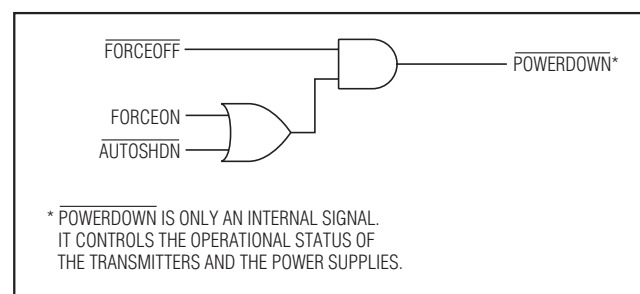 FORCEOFF
POWERDOWN*
FORCEON
AUTOSHDN
* POWERDOWN IS ONLY AN INTERNAL SIGNAL.
IT CONTROLS THE OPERATIONAL STATUS OF
THE TRANSMITTERS AND THE POWER SUPPLIES.